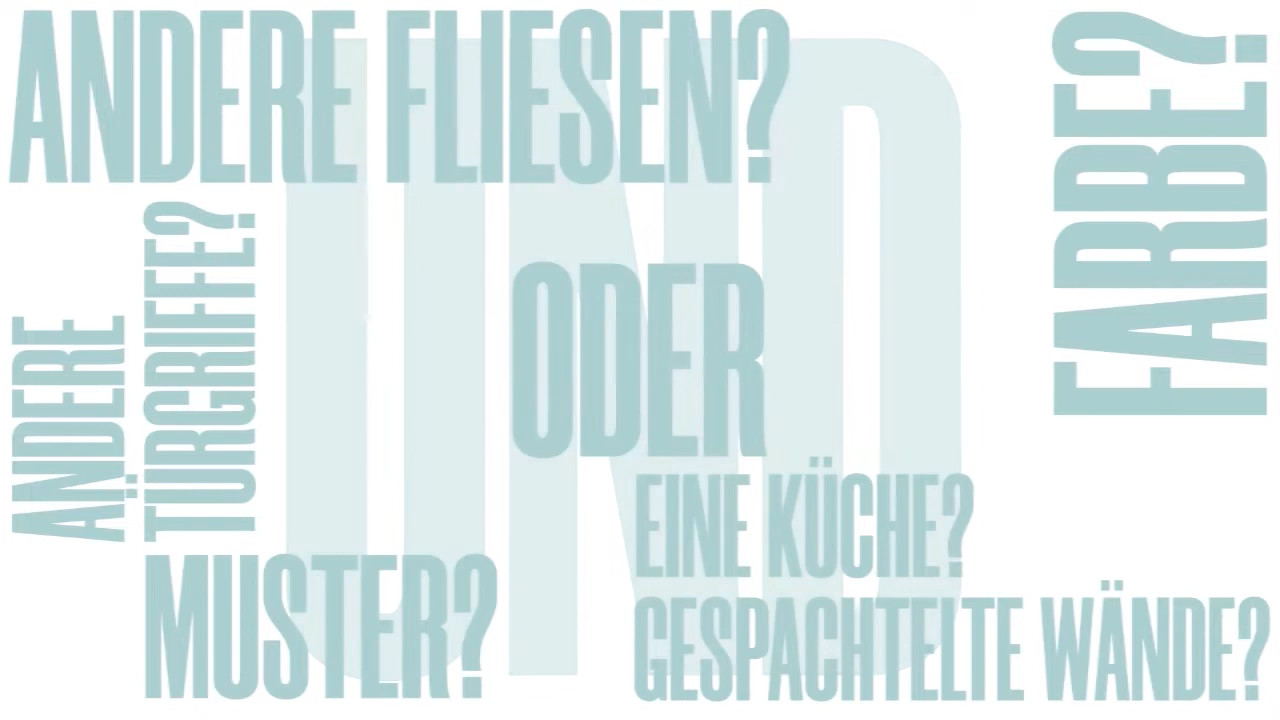 ANDERE FLIESEN?
FARBE?
ANDERE
TÜRGRIFFE?
UND
ODER
EINE KÜCHE?
MUSTER?
GESPACHTELTE WÄNDE?